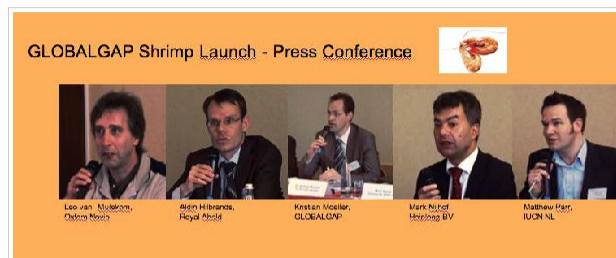 GLOBALGAP Shrimp Launch - Press Conference
Leo van Mulekom,
Oxfam Novib
Aldin Hilbrands,
Royal Ahold
Kristian Moeller,
GLOBALGAP
Mark Nijhof,
Heiploeg BV
Matthew Parr,
IUCN NL